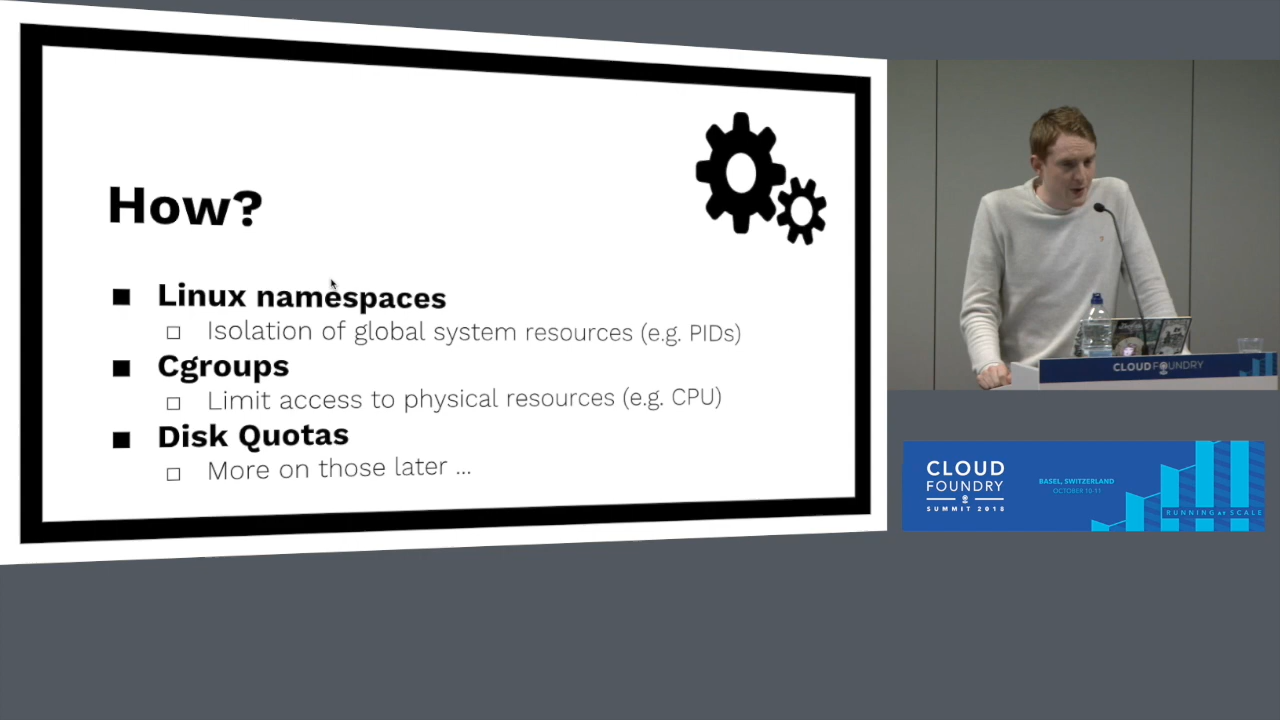 How?
■ Linux namespaces
□ Isolation of global system resources (e.g. PIDs)
■ Cgroups
□ Limit access to physical resources (e.g. CPU)
■ Disk Quotas
□ More on those later ...
CLOUD FOUNDRY
CLOUD
FOUNDRY
SUMMIT 2018
BASEL, SWITZERLAND
OCTOBER 10-11
RUNNING AT SCALE